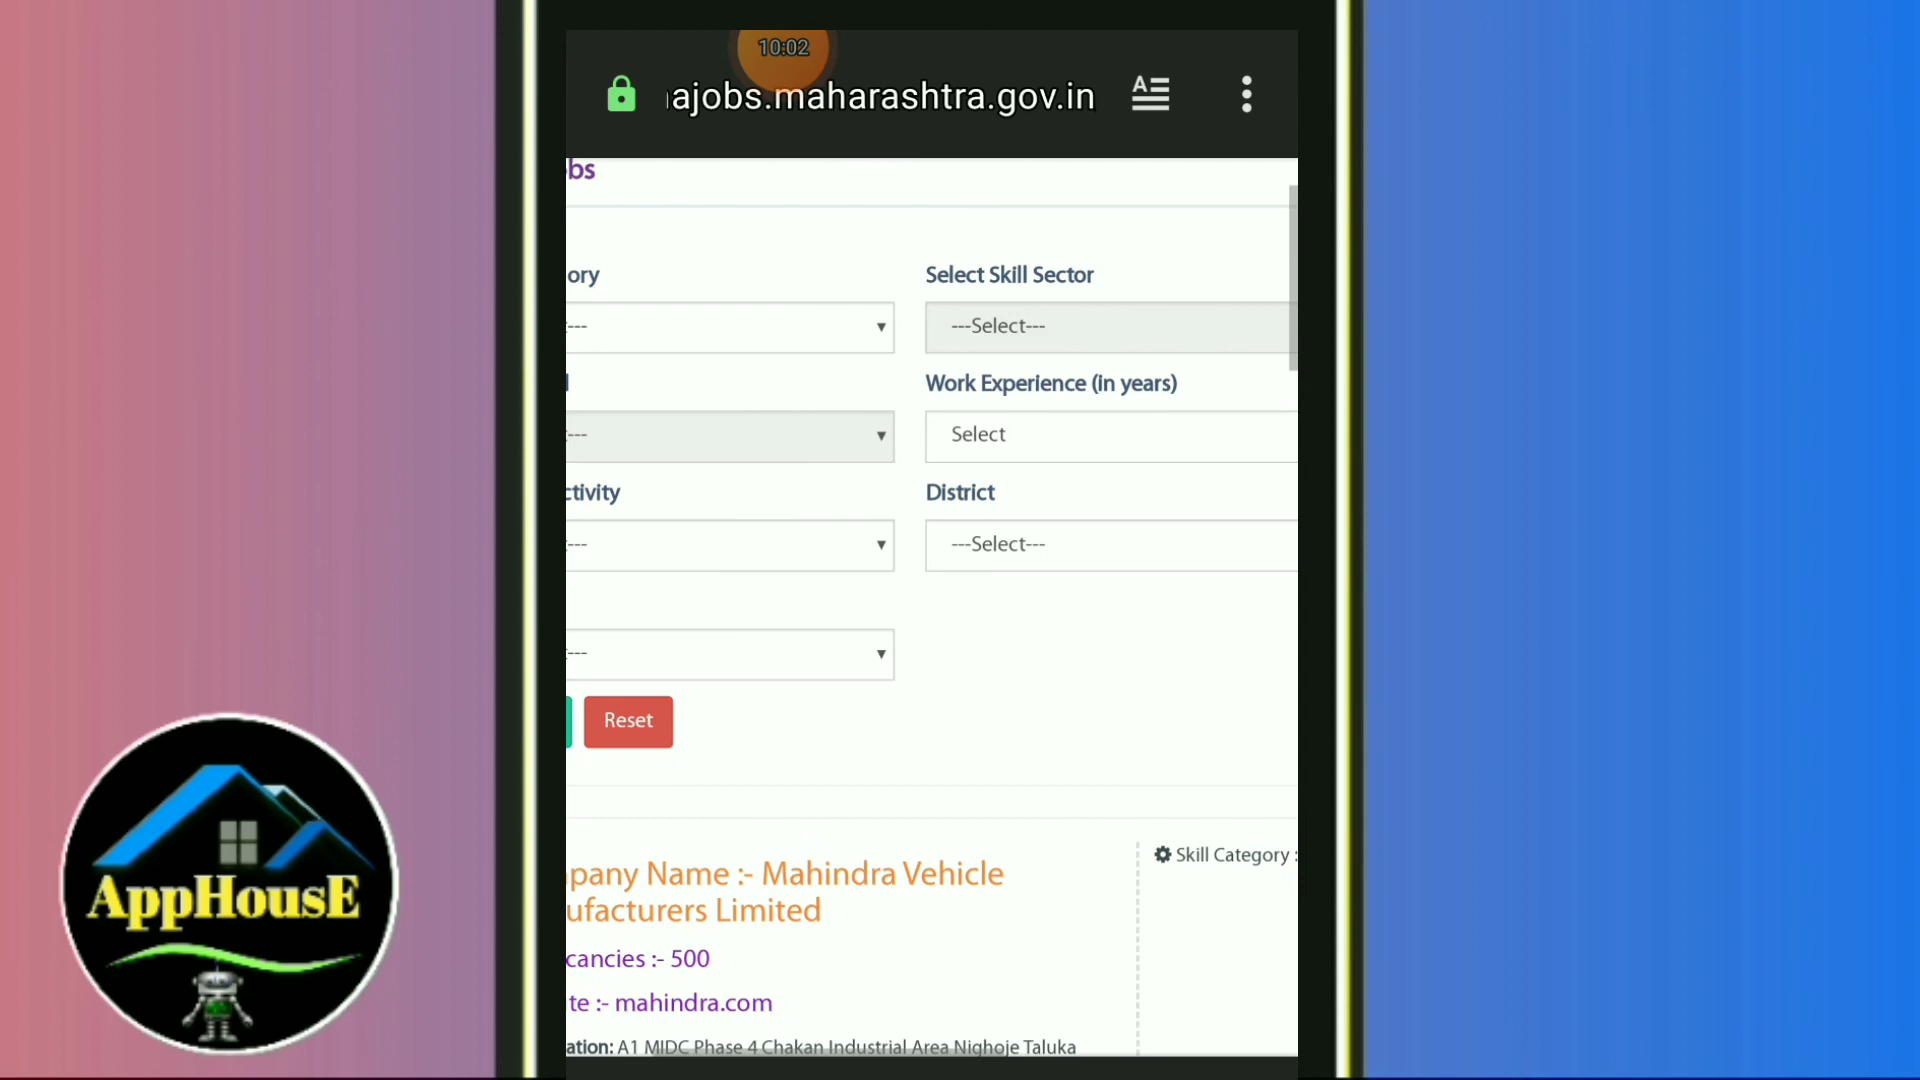 10:02
ajobs.maharashtra.gov.in
bs
ory
Select Skill Sector
---Select---
Work Experience (in years)
Select
ctivity
District
---Select---
Reset
pany Name :- Mahindra Vehicle
ufacturers Limited
Skill Category :
cancies :- 500
te :- mahindra.com
ation: A1 MIDC Phase 4 Chakan Industrial Area Nighoje Taluka
AppHousE